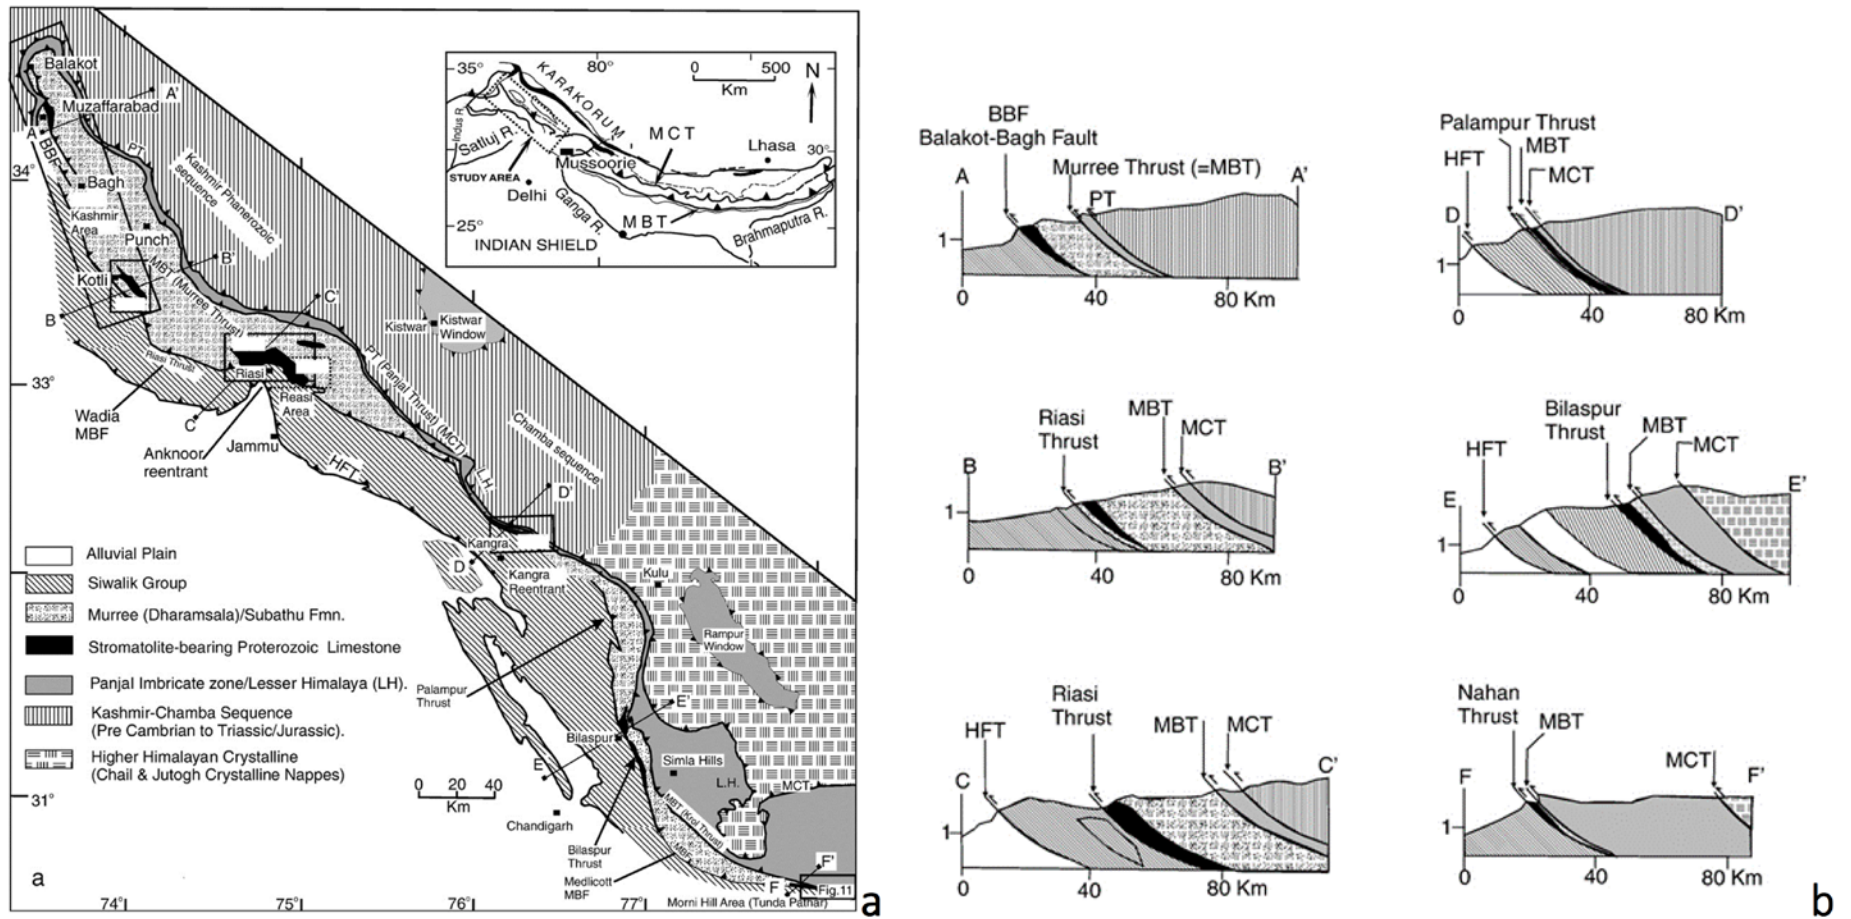 Balakot
Muzaffarabad
A'
A
BBF
PT
34°
Bagh
Kashmir Phanerozoic
sequence
Kashmir
Area
Punch
B'
Kotli
MBT (Murree Thrust)
C'
B
Kistwar
Kistwar
Window
Riasi Thrust
Riasi
33°
Reasi
Area
PT (Panjal Thrust) (MCT)
Wadia
MBF
C
Anknoor
reentrant
Jammu
Chamba sequence
HFT
L.H.
D'
Kangra
D
Kangra
Reentrant
Kulu
Rampur
Window
Palampur
Thrust
E'
Bilaspur
E
Simla Hills
L.H.
MCT
MBT (Krol Thrust)
MBF
Chandigarh
Bilaspur
Thrust
Medlicott
MBF
F
F'
Fig.11
Morni Hill Area (Tunda Pathar)
31°
74°
75°
76°
77°
0 20 40
Km
a
35°
80°
0 500
Km
N
KARAKORUM
Indus R.
Satluj R.
MCT
Lhasa
30°
Mussoorie
STUDY AREA
Delhi
Ganga R.
MBT
25°
INDIAN SHIELD
Brahmaputra R.
Alluvial Plain
Siwalik Group
Murree (Dharamsala)/Subathu Fmn.
Stromatolite-bearing Proterozoic Limestone
Panjal Imbricate zone/Lesser Himalaya (LH).
Kashmir-Chamba Sequence
(Pre Cambrian to Triassic/Jurassic).
Higher Himalayan Crystalline
(Chail & Jutogh Crystalline Nappes)
a
BBF
Balakot-Bagh Fault
Murree Thrust (=MBT)
A
A'
PT
1
0 40 80 Km
Palampur Thrust
HFT
MBT
MCT
D
D'
1
0 40 80 Km
Riasi
Thrust
MBT
MCT
B
B'
1
0 40 80 Km
Bilaspur
Thrust
MBT
HFT
MCT
E
E'
1
0 40 80 Km
Riasi
Thrust
HFT
MBT
MCT
C
C'
1
0 40 80 Km
Nahan
Thrust
MBT
MCT
F
F'
1
0 40 80 Km
b